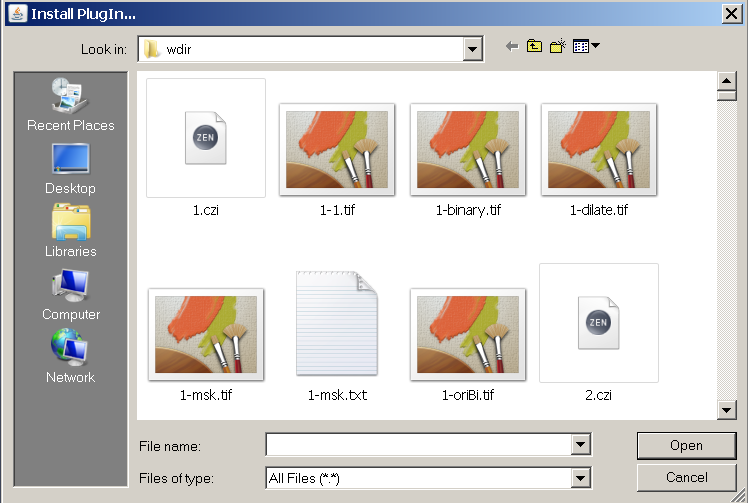 Install PlugIn...
Look in:
wdir
Recent Places
Desktop
Libraries
Computer
Network
ZEN
1.czi
1-1.tif
1-binary.tif
1-dilate.tif
ZEN
1-msk.tif
1-msk.txt
1-oriBi.tif
2.czi
File name:
Open
Files of type:
All Files (*.*)
Cancel